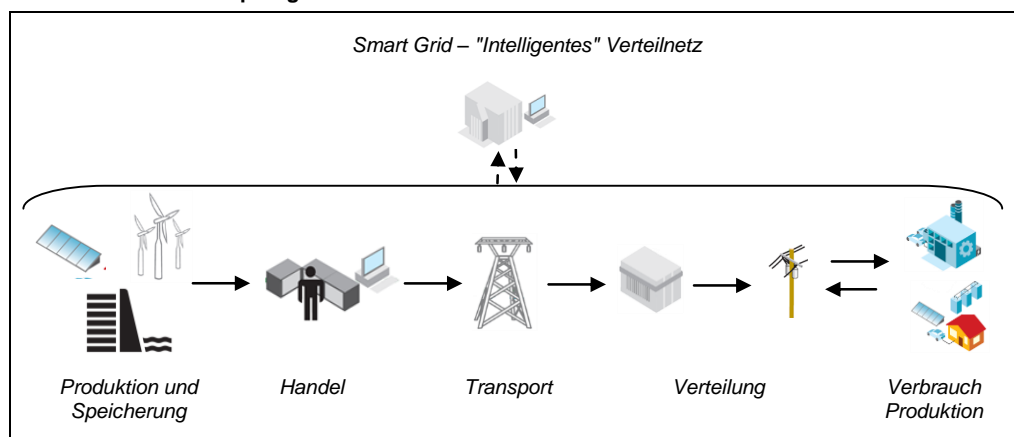 Smart Grid – "Intelligentes" Verteilnetz
Produktion und
Speicherung
Handel
Transport
Verteilung
Verbrauch
Produktion